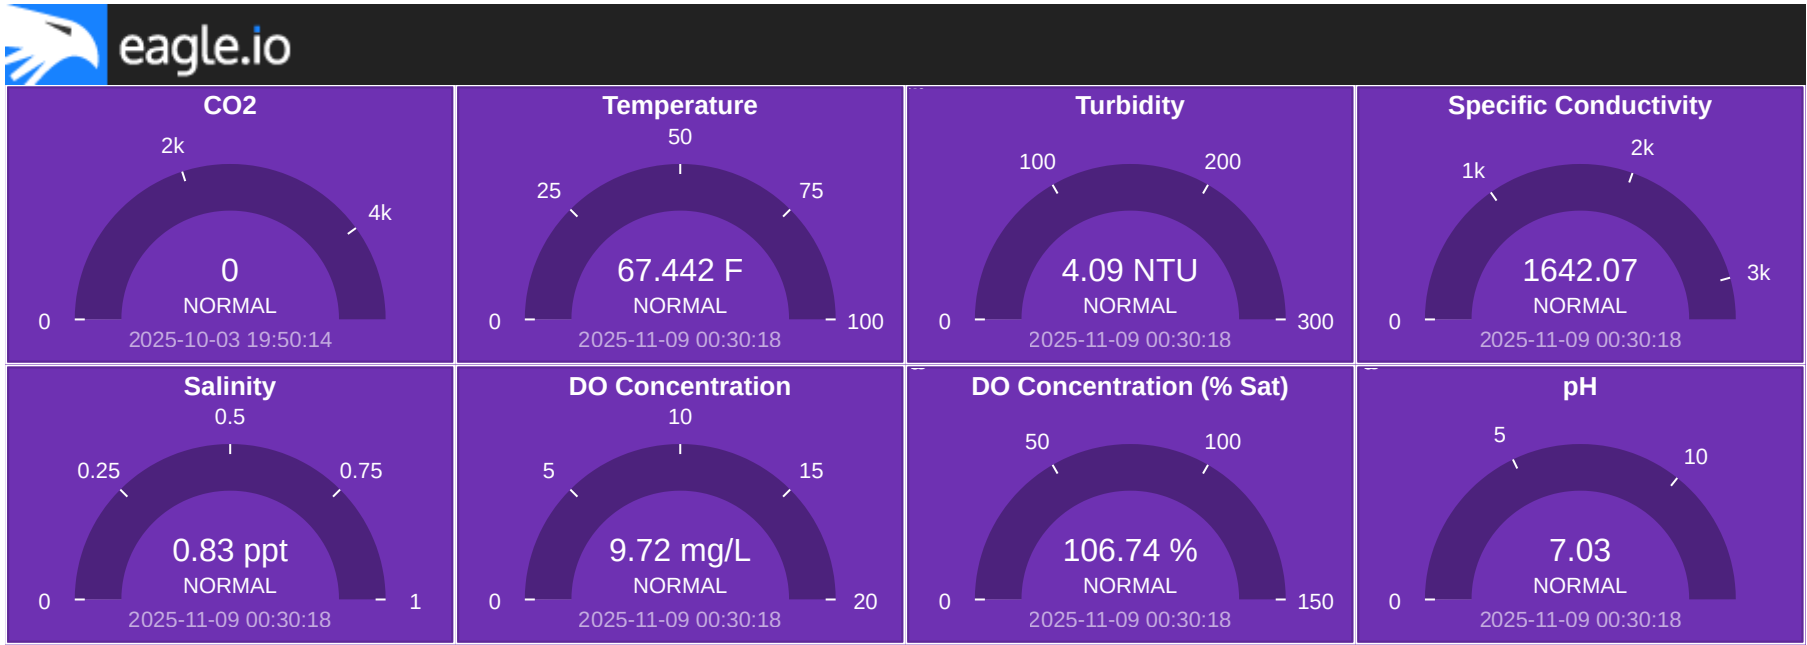 eagle.io
CO2
2k
4k
0
0
NORMAL
2025-10-03 19:50:14
Temperature
50
25
75
67.442 F
NORMAL
0
100
2025-11-09 00:30:18
Turbidity
100
200
4.09 NTU
NORMAL
0
300
2025-11-09 00:30:18
Specific Conductivity
2k
1k
3k
1642.07
NORMAL
0
2025-11-09 00:30:18
Salinity
0.5
0.25
0.75
0.83 ppt
NORMAL
0
1
2025-11-09 00:30:18
DO Concentration
10
5
15
9.72 mg/L
NORMAL
0
20
2025-11-09 00:30:18
DO Concentration (% Sat)
50
100
106.74 %
NORMAL
0
150
2025-11-09 00:30:18
pH
5
10
7.03
NORMAL
0
2025-11-09 00:30:18